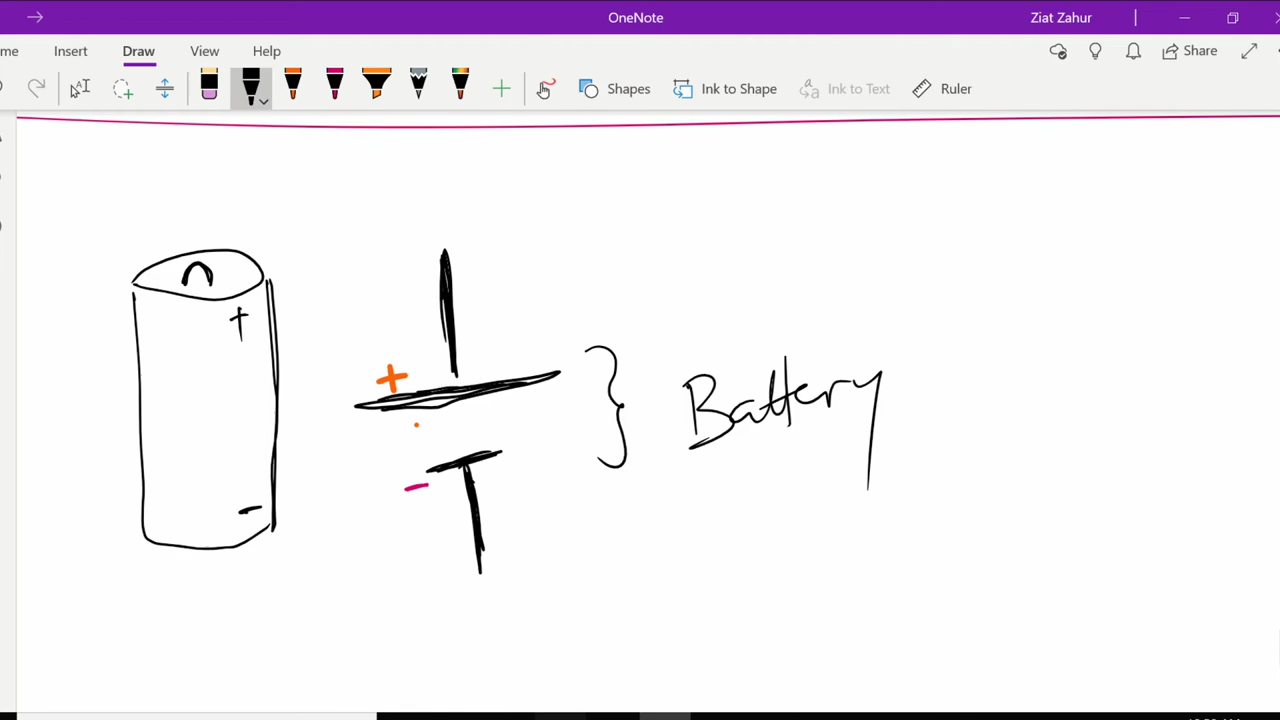 OneNote
Ziat Zahur
me Insert Draw View Help
Share
Shapes
Ink to Shape
Ink to Text
Ruler
+
+
-
-
Battery